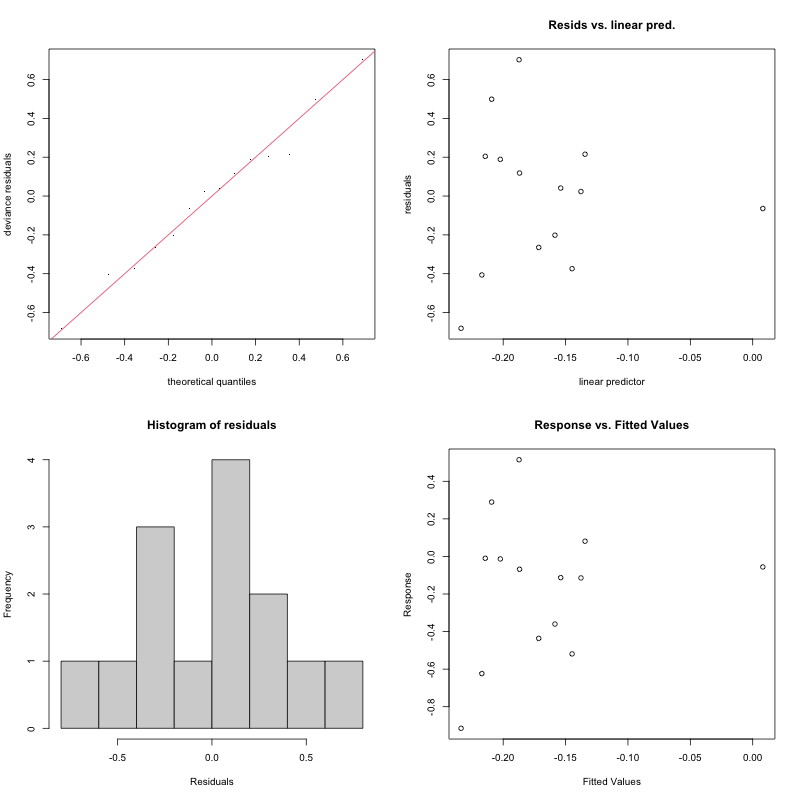 deviance residuals
0.6
0.4
0.2
0.0
-0.2
-0.4
-0.6
-0.6 -0.4 -0.2 0.0 0.2 0.4 0.6
theoretical quantiles
Resids vs. linear pred.
residuals
0.6
0.4
0.2
0.0
-0.2
-0.4
-0.6
-0.20 -0.15 -0.10 -0.05 0.00
linear predictor
Histogram of residuals
Frequency
4
3
2
1
0
-0.5 0.0 0.5
Residuals
Response vs. Fitted Values
Response
0.4
0.2
0.0
-0.2
-0.4
-0.6
-0.8
-0.20 -0.15 -0.10 -0.05 0.00
Fitted Values